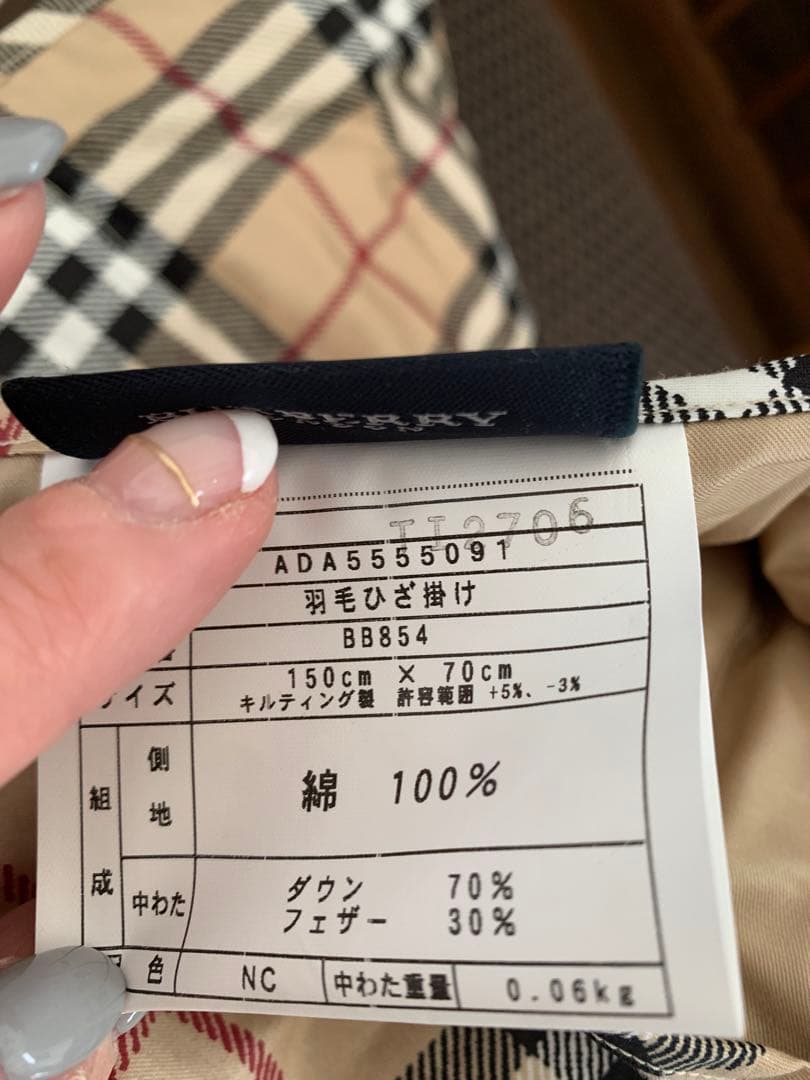 BURBERRY
TI2706
ADA5555091
羽毛ひざ掛け
BB854
サイズ 150cm × 70cm
キルティング製 許容範囲 +5%、-3%
組成 側地 綿 100%
中わた ダウン 70%
フェザー 30%
色 NC 中わた重量 0.06kg